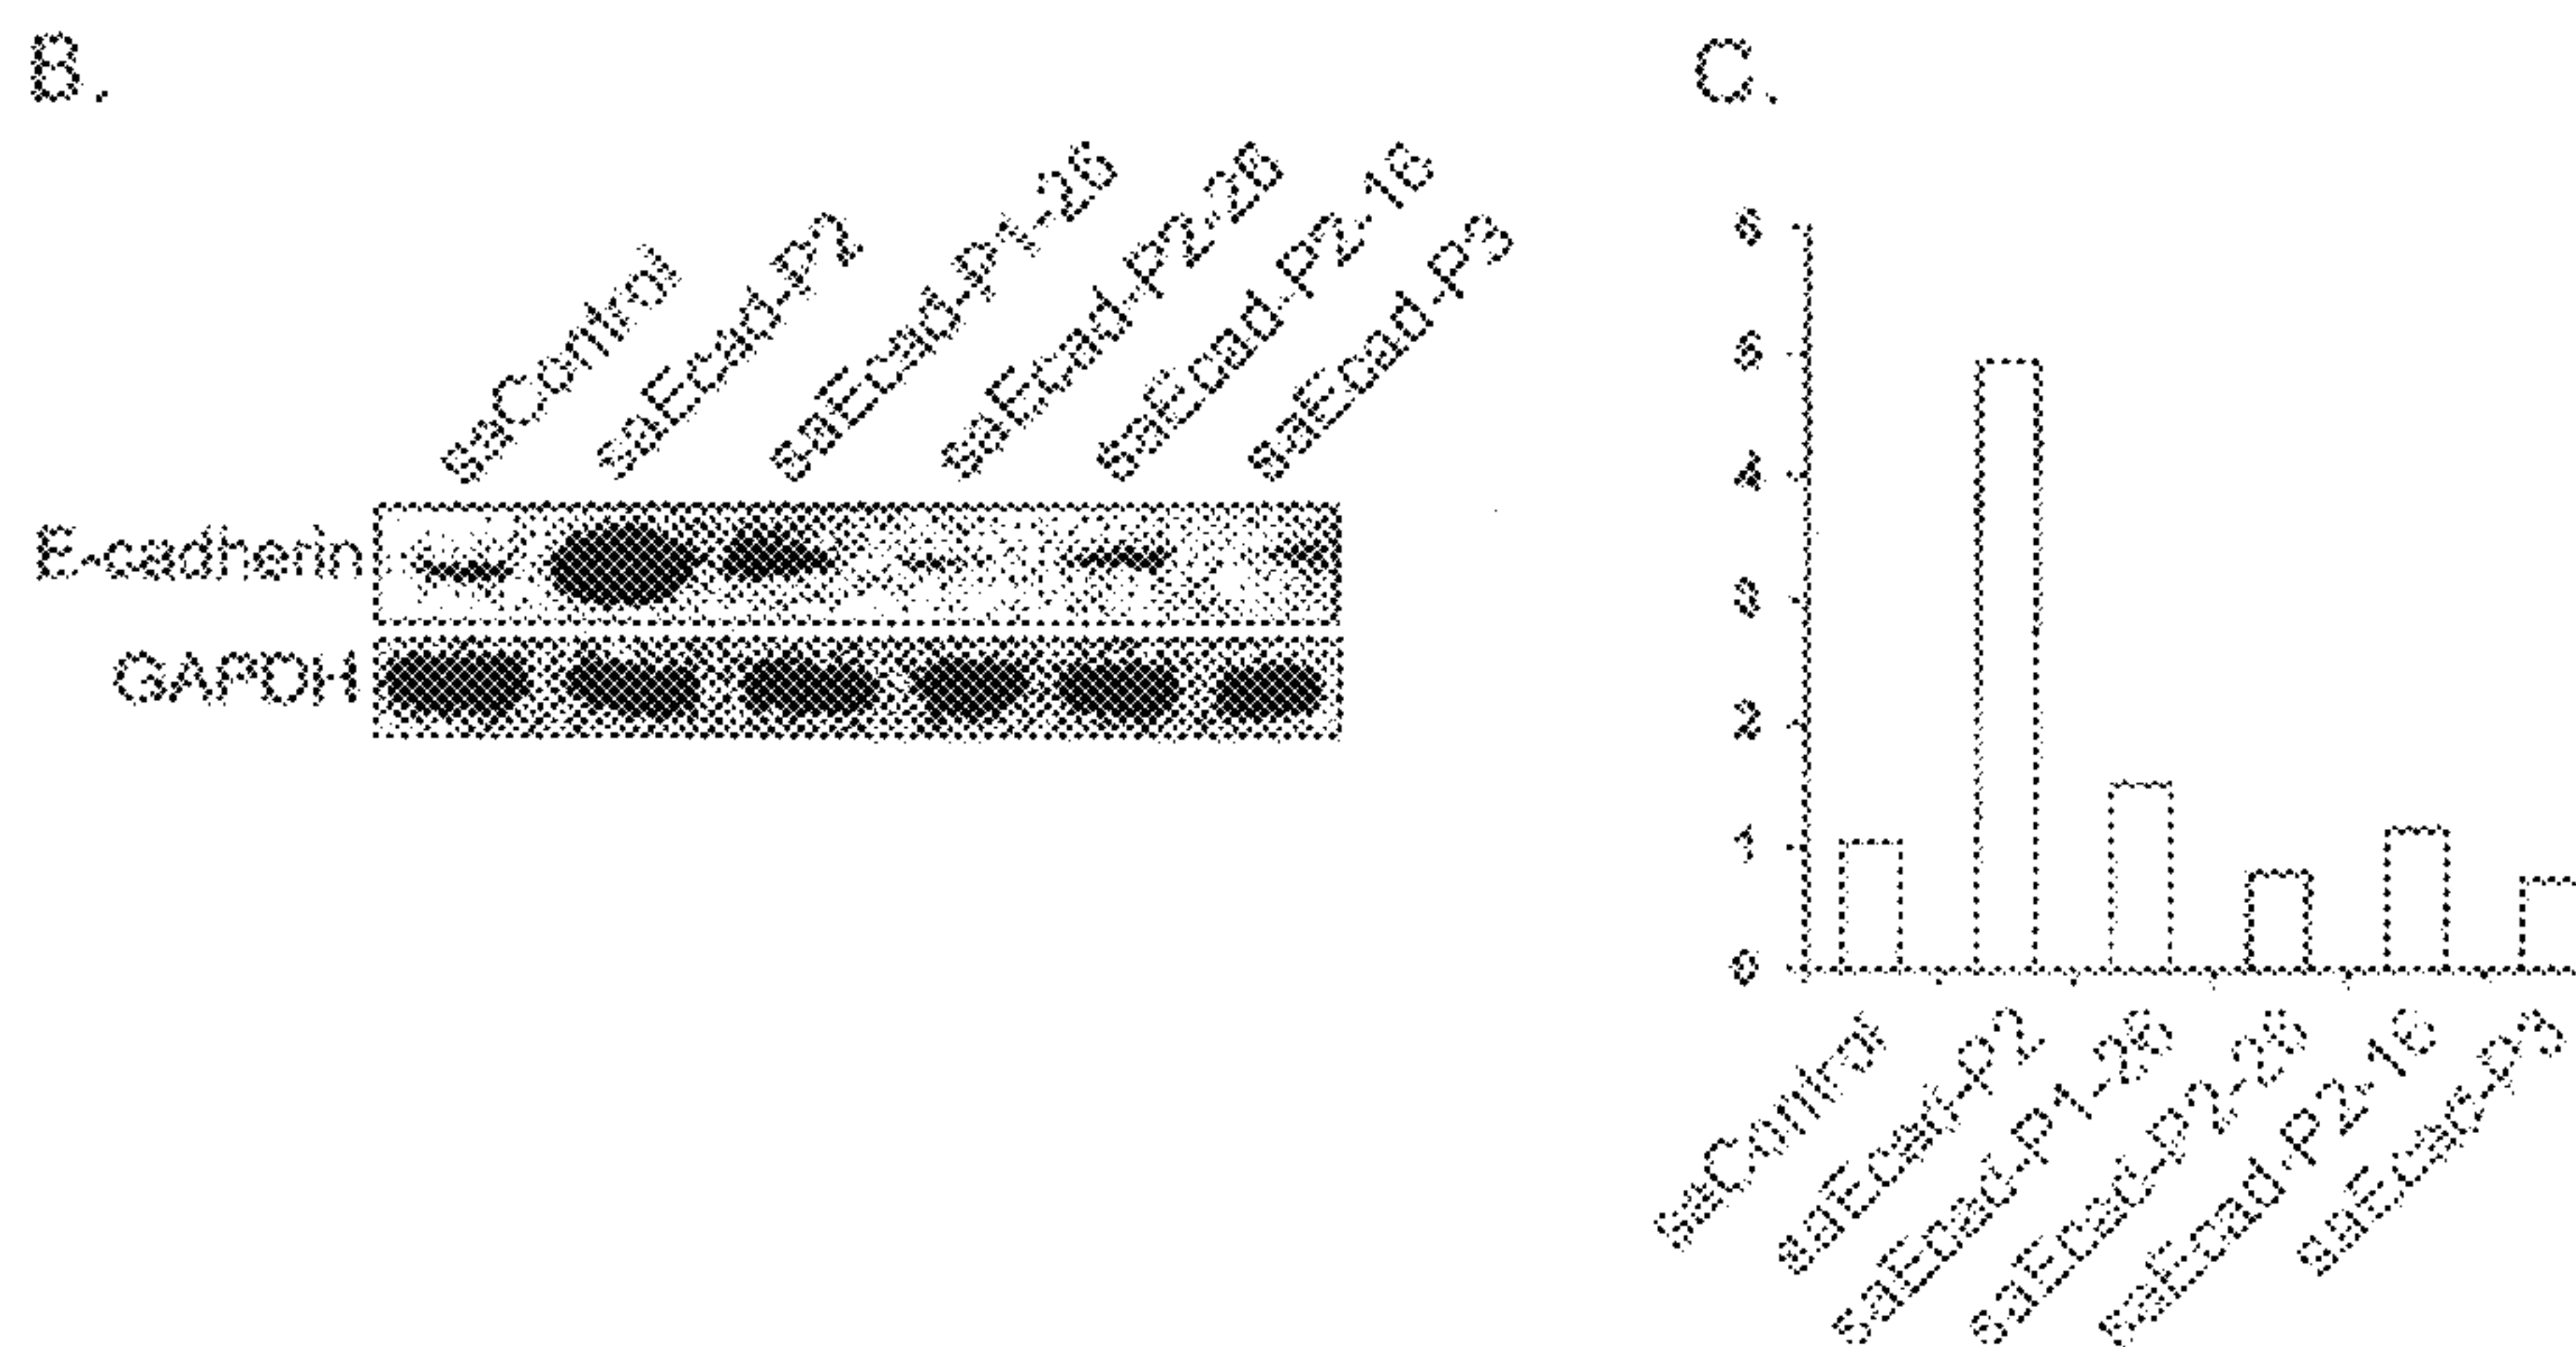 B.
saControl
saEcad-P2
saEcad-P1-26
saEcad-P2-26
saEcad-P2-16
saEcad-P3
E-cadherin
GAPDH
C.
6
5
4
3
2
1
0
saControl
saEcad-P2
saEcad-P1-26
saEcad-P2-26
saEcad-P2-16
saEcad-P3